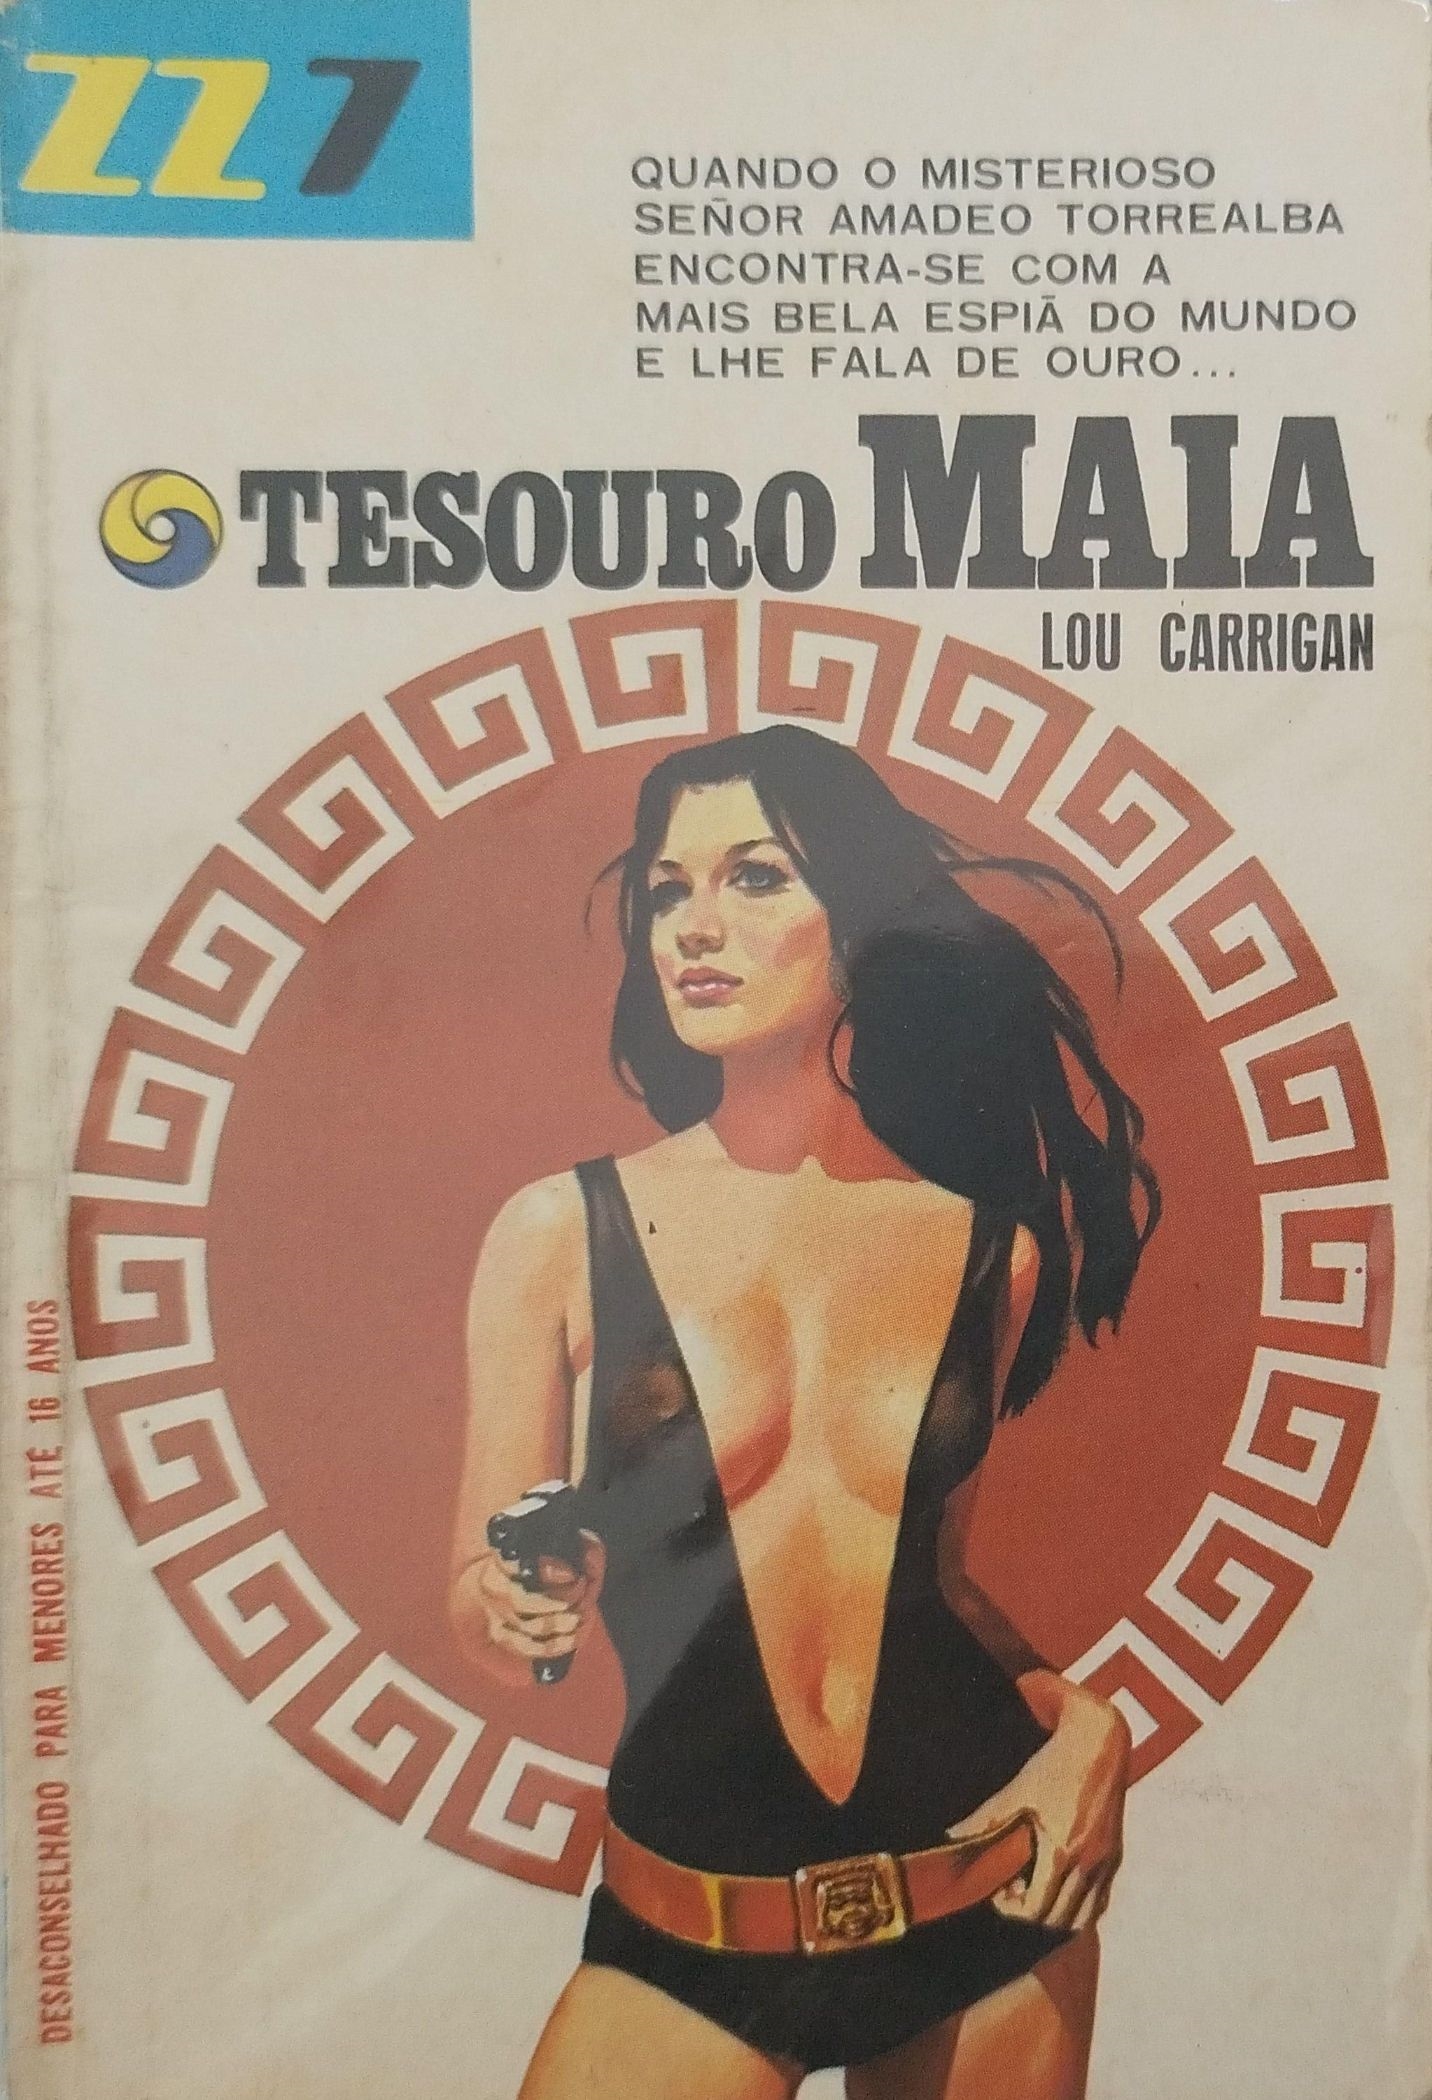 ZZ7
QUANDO O MISTERIOSO
SEÑOR AMADEO TORREALBA
ENCONTRA-SE COM A
MAIS BELA ESPIÃ DO MUNDO
E LHE FALA DE OURO...
O TESOURO MAIA
LOU CARRIGAN
DESACONSELHADO PARA MENORES ATÉ 16 ANOS